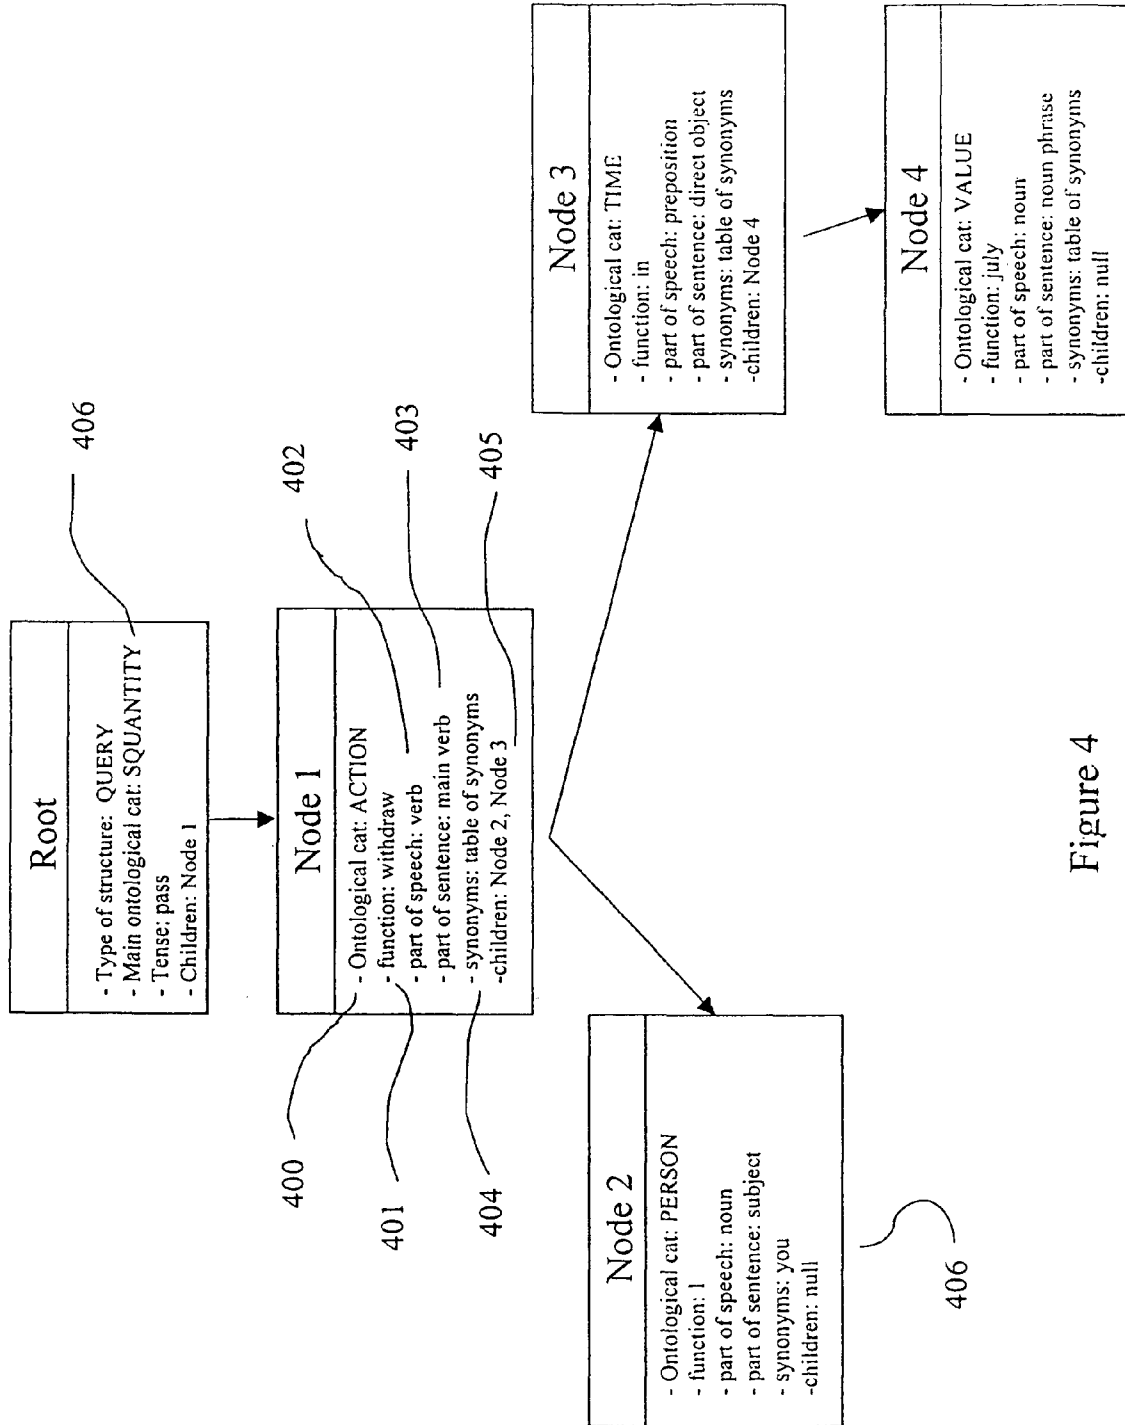 Root
- Type of structure: QUERY
- Main ontological cat: SQUANTITY
- Tense: pass
- Children: Node 1
406
Node 1
- Ontological cat: ACTION
- function: withdraw
- part of speech: verb
- part of sentence: main verb
- synonyms: table of synonyms
-children: Node 2, Node 3
400
401
402
403
404
405
Node 2
- Ontological cat: PERSON
- function: I
- part of speech: noun
- part of sentence: subject
- synonyms: you
-children: null
406
Node 3
- Ontological cat: TIME
- function: in
- part of speech: preposition
- part of sentence: direct object
- synonyms: table of synonyms
-children: Node 4
Node 4
- Ontological cat: VALUE
- function: july
- part of speech: noun
- part of sentence: noun phrase
- synonyms: table of synonyms
-children: null
Figure 4